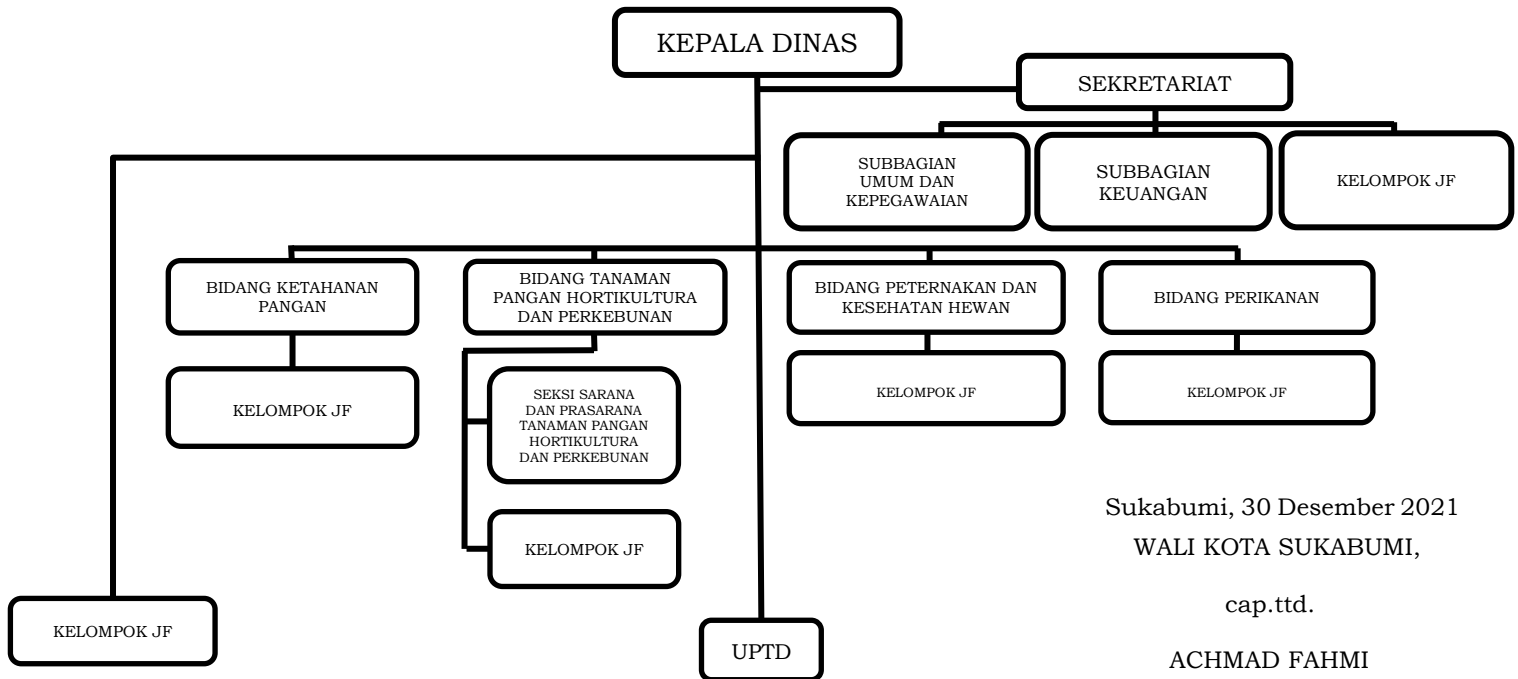 KEPALA DINAS
SEKRETARIAT
SUBBAGIAN
UMUM DAN
KEPEGAWAIAN
SUBBAGIAN
KEUANGAN
KELOMPOK JF
BIDANG KETAHANAN
PANGAN
BIDANG TANAMAN
PANGAN HORTIKULTURA
DAN PERKEBUNAN
BIDANG PETERNAKAN DAN
KESEHATAN HEWAN
BIDANG PERIKANAN
KELOMPOK JF
SEKSI SARANA
DAN PRASARANA
TANAMAN PANGAN
HORTIKULTURA
DAN PERKEBUNAN
KELOMPOK JF
KELOMPOK JF
KELOMPOK JF
KELOMPOK JF
UPTD
Sukabumi, 30 Desember 2021
WALI KOTA SUKABUMI,
cap.ttd.
ACHMAD FAHMI